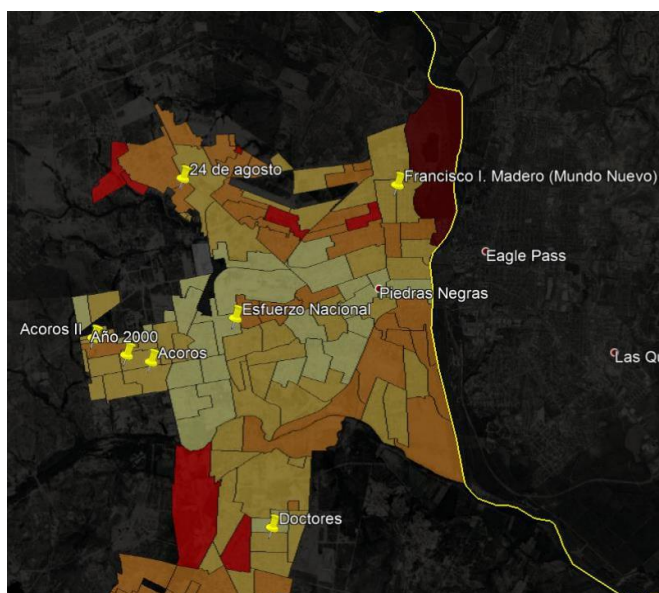 24 de agosto
Francisco I. Madero (Mundo Nuevo)
Eagle Pass
Piedras Negras
Esfuerzo Nacional
Acoros II
Año 2000
Acoros
Las Qu
Doctores